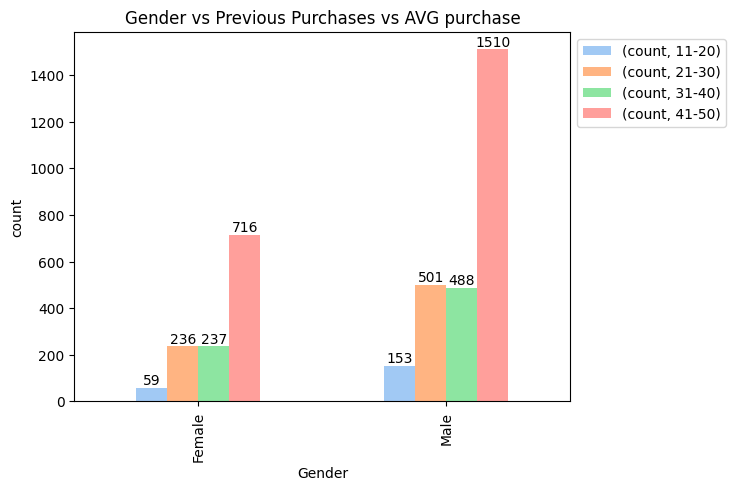 Gender vs Previous Purchases vs AVG purchase
1510
(count, 11-20)
(count, 21-30)
(count, 31-40)
(count, 41-50)
1400
1200
1000
800
600
400
200
0
count
716
236
237
59
501
488
153
Female
Male
Gender